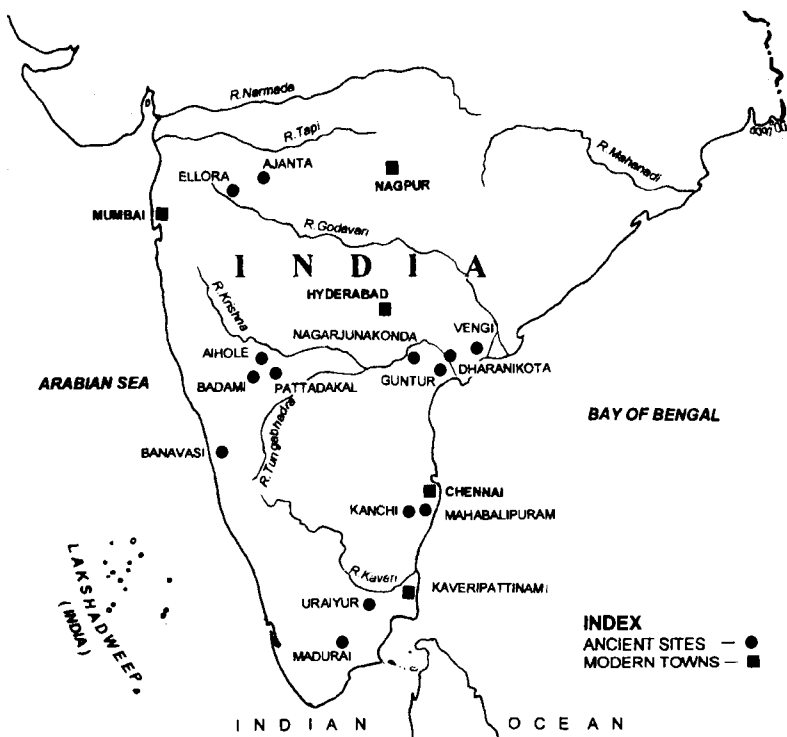 R.Narmada
R.Tapi
R.Mahanadi
AJANTA
ELLORA
NAGPUR
MUMBAI
R.Godavari
I N D I A
HYDERABAD
R.Krishna
NAGARJUNAKONDA
VENGI
AIHOLE
DHARANIKOTA
GUNTUR
ARABIAN SEA
BADAMI
PATTADAKAL
BAY OF BENGAL
R.Tungabhadra
BANAVASI
CHENNAI
KANCHI
MAHABALIPURAM
LAKSHADWEEP
(INDIA)
R.Kaveri
KAVERIPATTINAMI
URAIYUR
MADURAI
INDEX
ANCIENT SITES –
MODERN TOWNS –
I N D I A N O C E A N